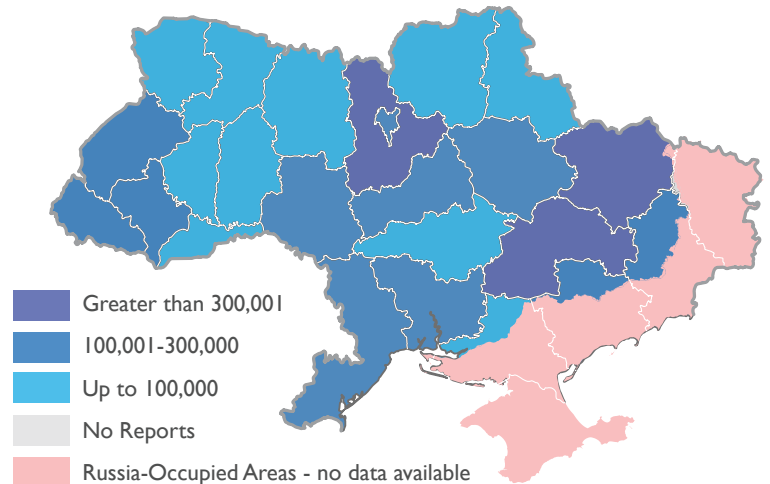 Greater than 300,001
100,001-300,000
Up to 100,000
No Reports
Russia-Occupied Areas - no data available